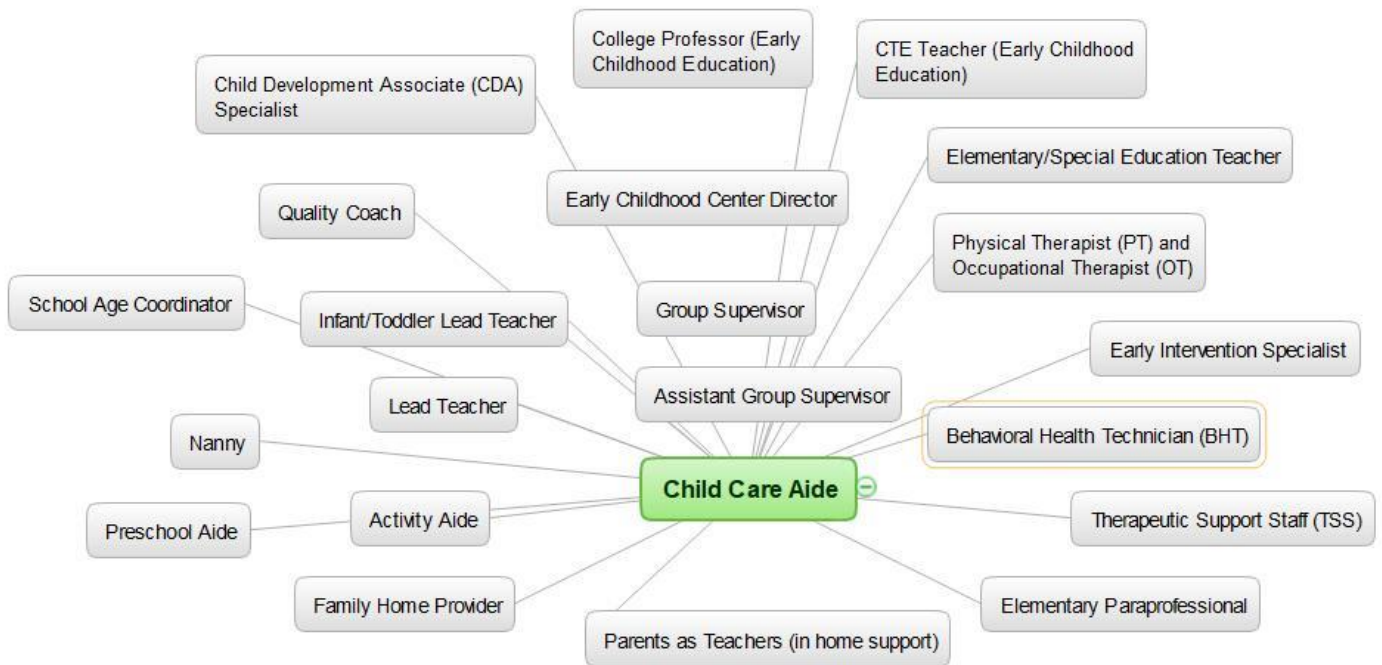 College Professor (Early
Childhood Education)
CTE Teacher (Early Childhood
Education)
Child Development Associate (CDA)
Specialist
Elementary/Special Education Teacher
Early Childhood Center Director
Quality Coach
Physical Therapist (PT) and
Occupational Therapist (OT)
School Age Coordinator
Infant/Toddler Lead Teacher
Group Supervisor
Early Intervention Specialist
Lead Teacher
Assistant Group Supervisor
Nanny
Behavioral Health Technician (BHT)
Child Care Aide
Preschool Aide
Activity Aide
Therapeutic Support Staff (TSS)
Family Home Provider
Elementary Paraprofessional
Parents as Teachers (in home support)